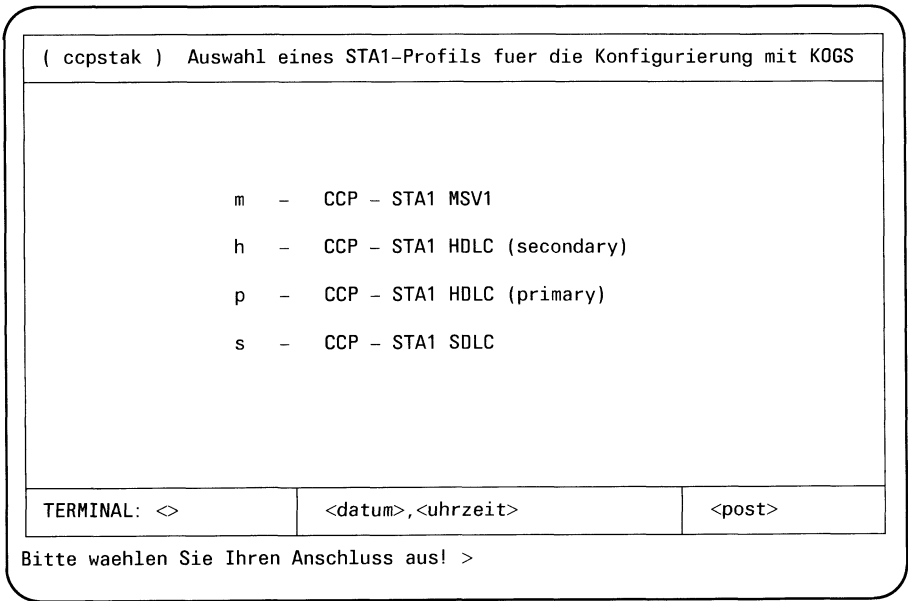 ( ccpstak ) Auswahl eines STA1-Profils fuer die Konfigurierung mit KOGS
m – CCP – STA1 MSV1
h – CCP – STA1 HDLC (secondary)
p – CCP – STA1 HDLC (primary)
s – CCP – STA1 SDLC
TERMINAL: <> <datum>,<uhrzeit> <post>
Bitte waehlen Sie Ihren Anschluss aus! >